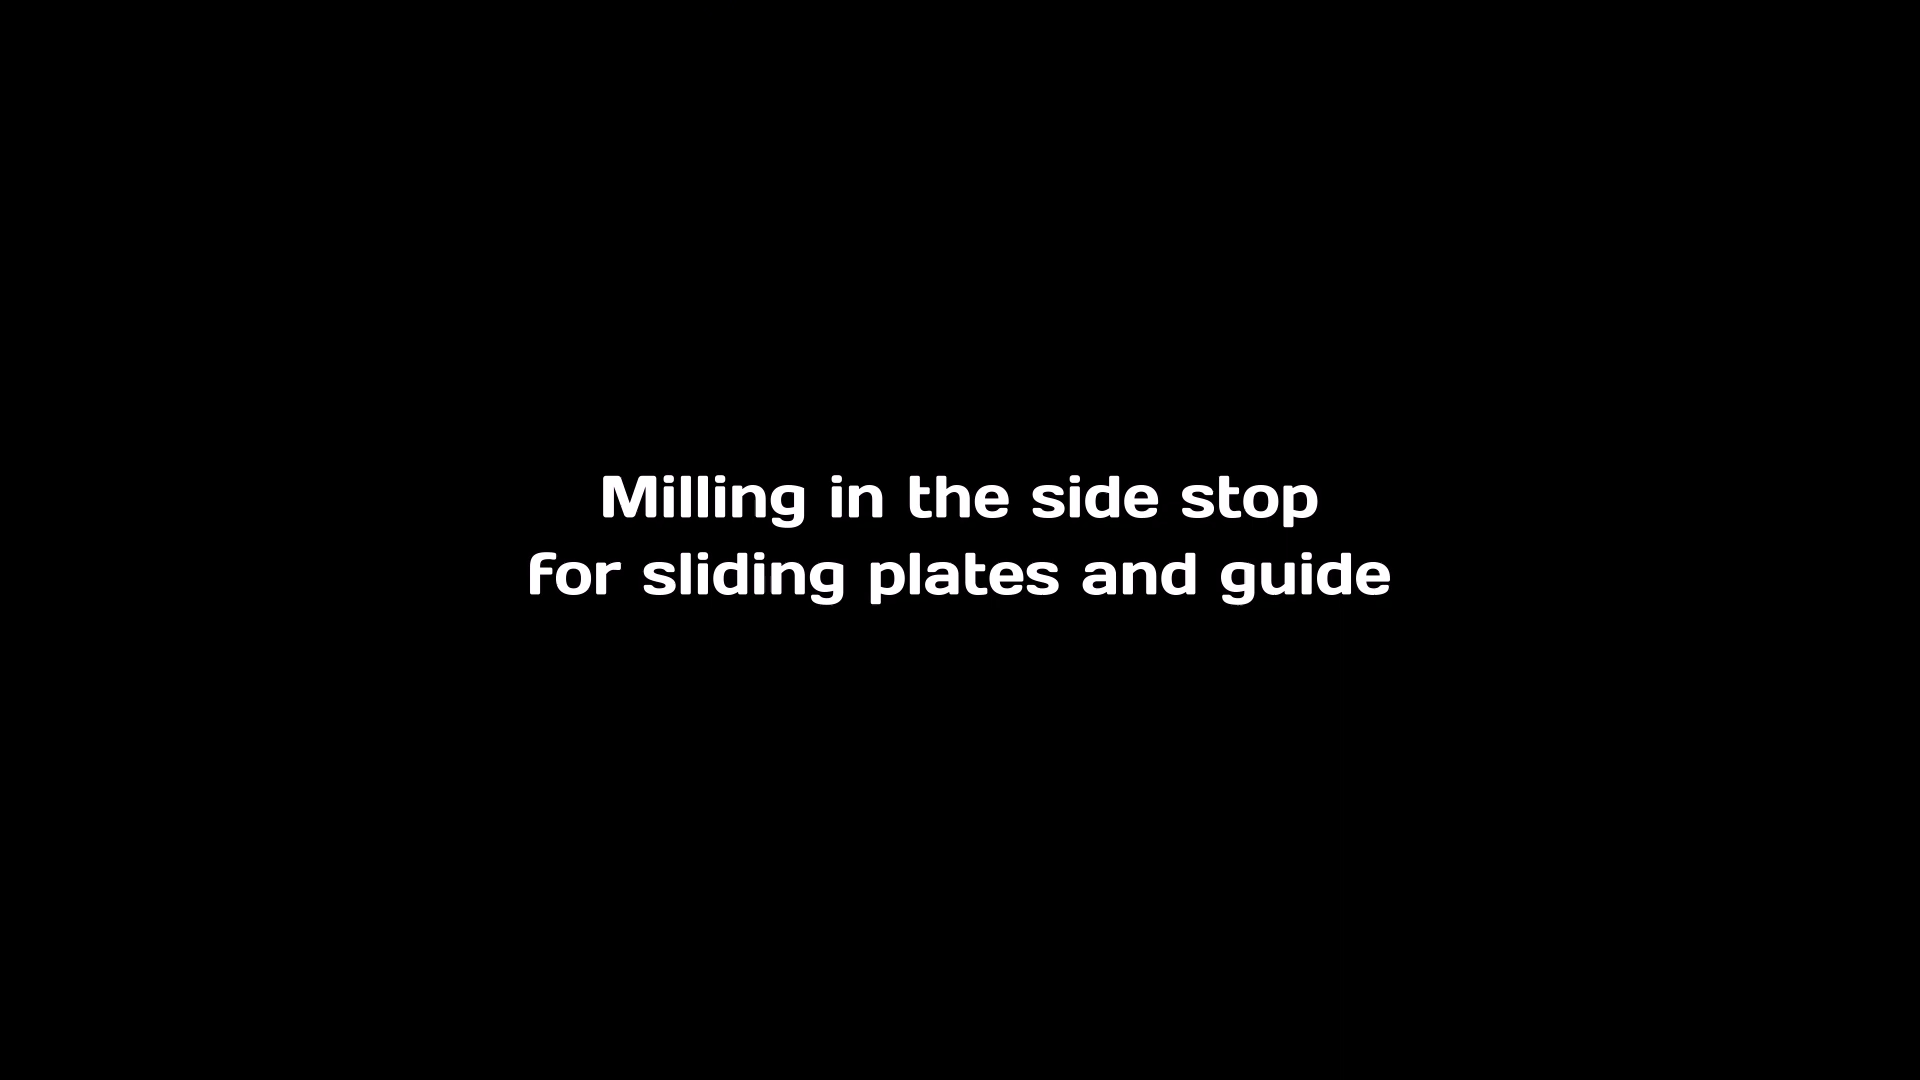 Milling in the side stop
for sliding plates and guide